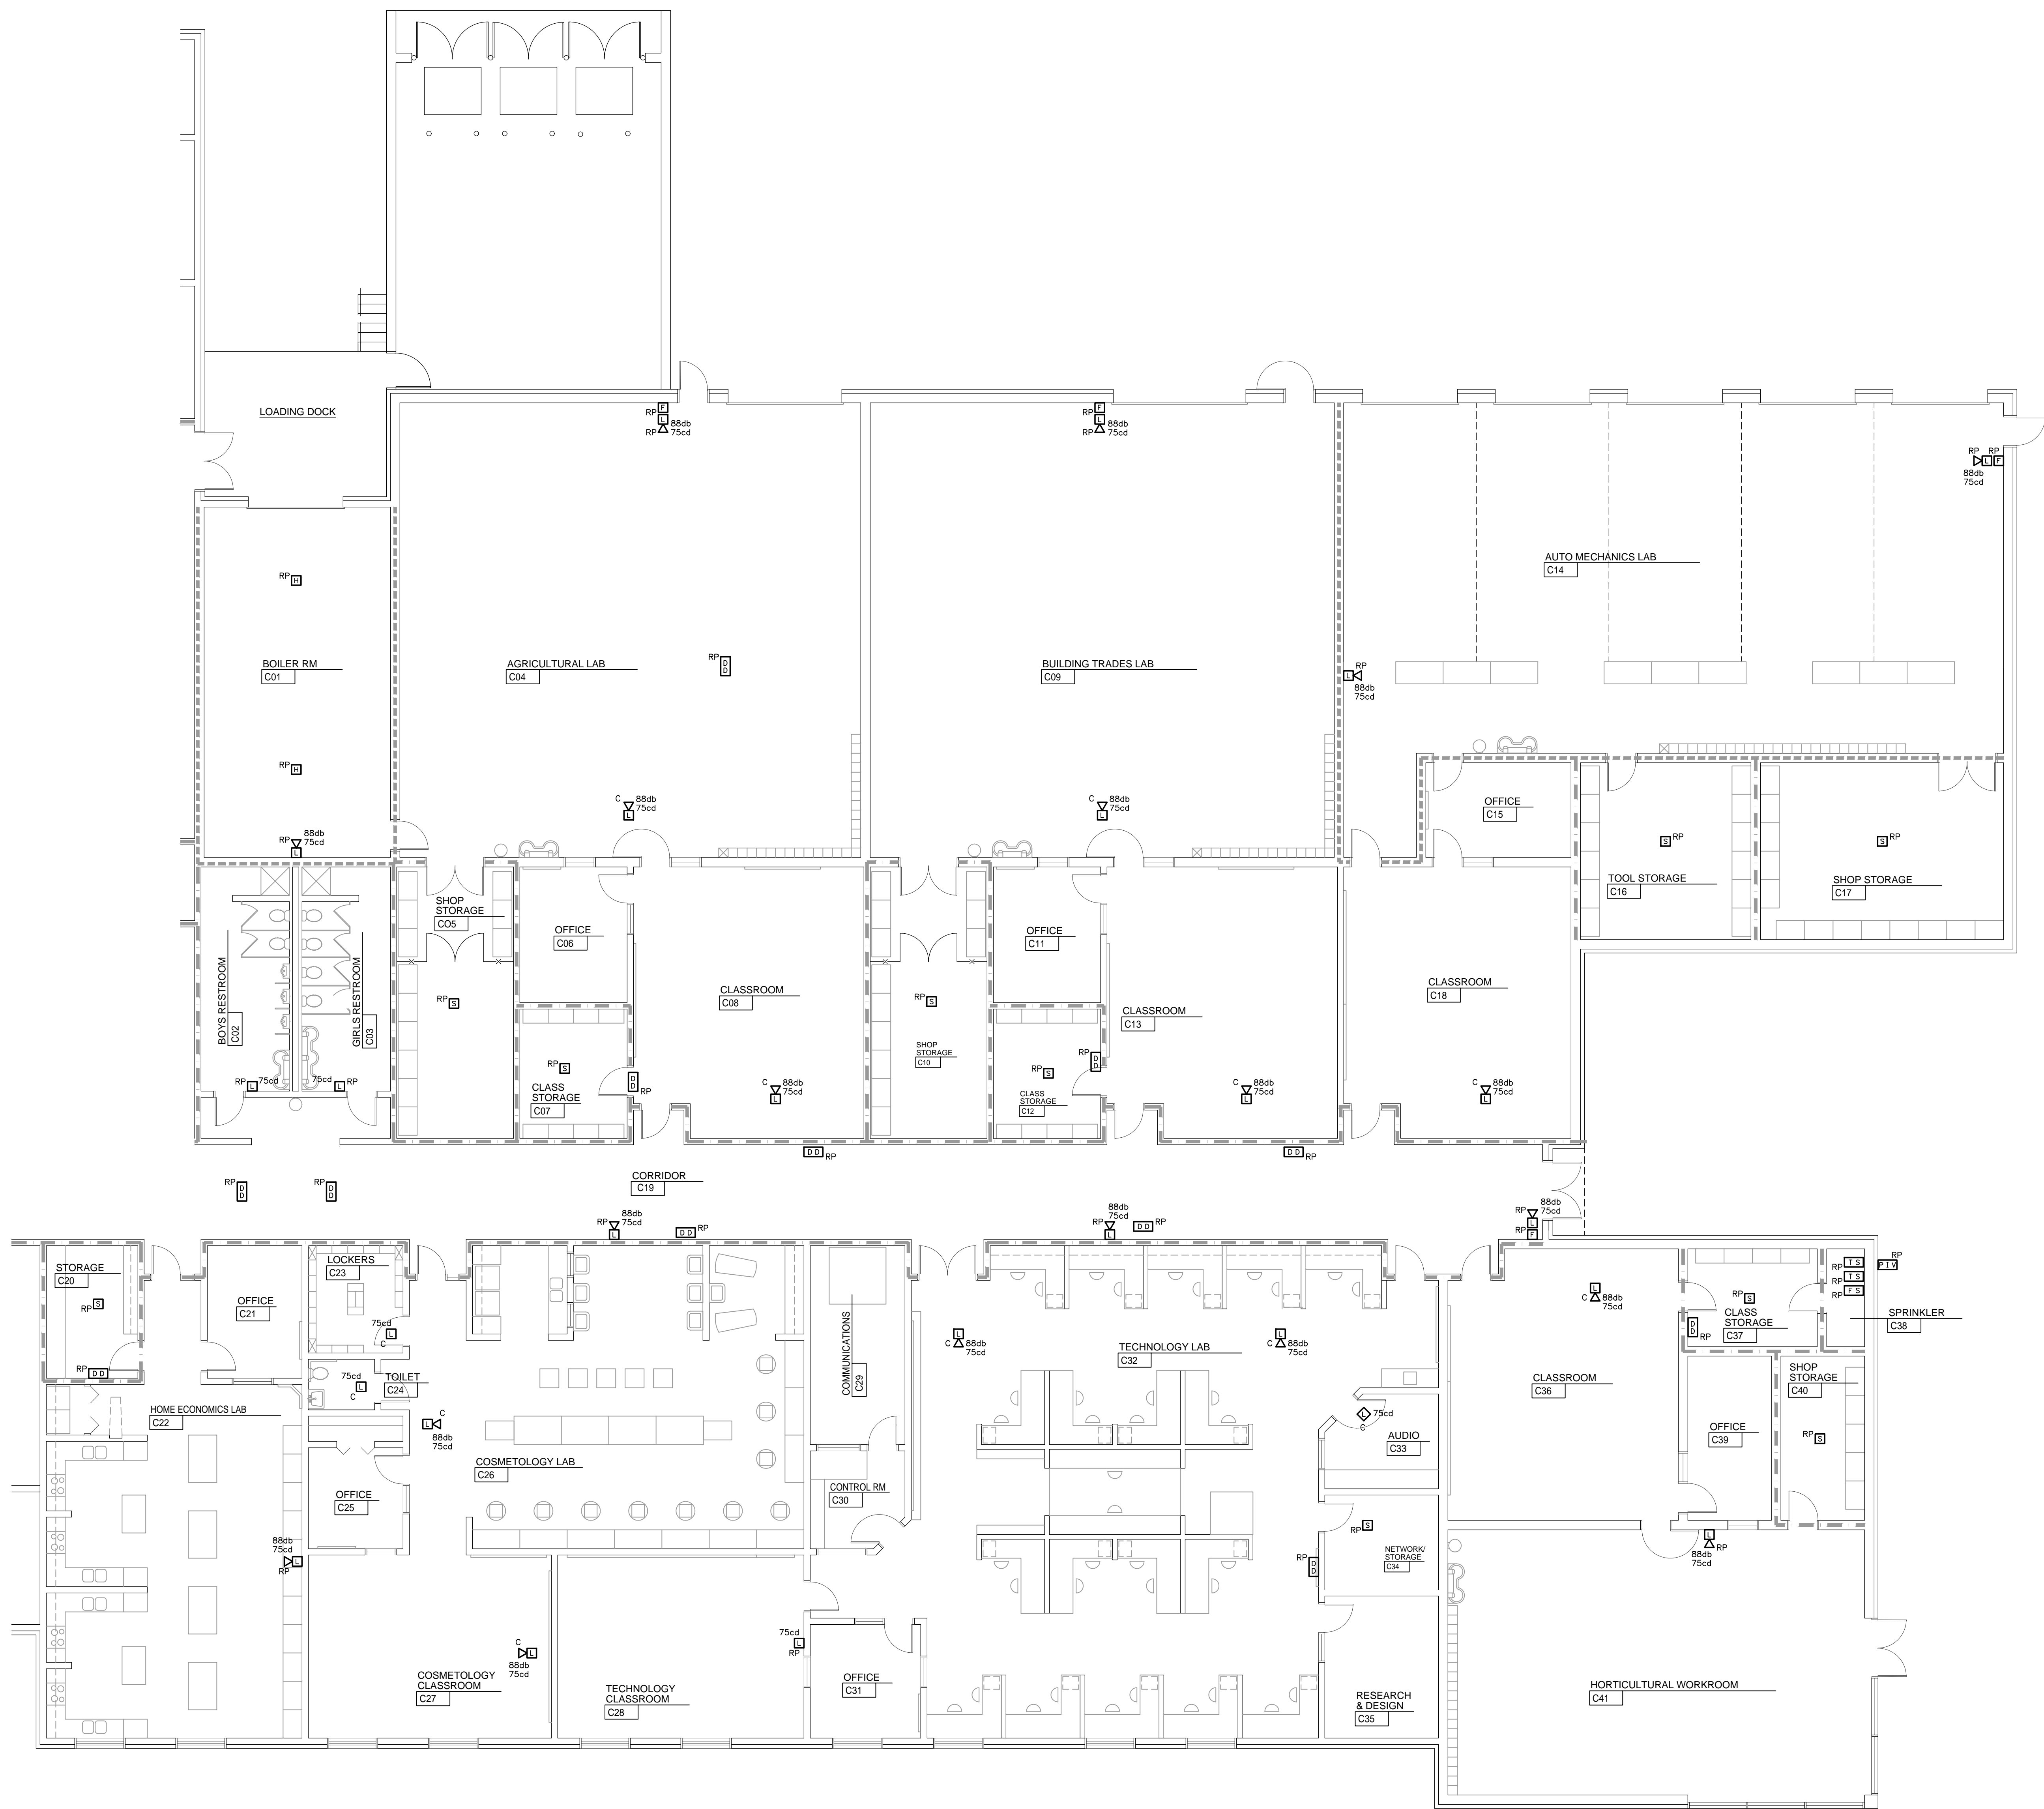 LOADING DOCK
RP F
L 88db
RP 75cd
RP F
L 88db
RP 75cd
RP RP
L F
88db
75cd
RP H
BOILER RM
C01
AGRICULTURAL LAB
C04
RP D D
BUILDING TRADES LAB
C09
AUTO MECHANICS LAB
C14
RP
L
88db
75cd
RP H
RP 88db
75cd
L
C 88db
75cd
L
C 88db
75cd
L
OFFICE
C15
S RP
S RP
TOOL STORAGE
C16
SHOP STORAGE
C17
BOYS RESTROOM
C02
GIRLS RESTROOM
C03
SHOP
STORAGE
CO5
OFFICE
C06
CLASSROOM
C08
OFFICE
C11
CLASSROOM
C13
CLASSROOM
C18
RP S
RP S
SHOP
STORAGE
C10
RP S
CLASS
STORAGE
C07
D D
RP
RP S
CLASS
STORAGE
C12
RP D D
RP L 75cd
75cd L RP
C 88db
75cd
L
C 88db
75cd
L
C 88db
75cd
L
D D RP
D D RP
RP D D
RP D D
CORRIDOR
C19
RP 88db
75cd
L
D D RP
RP 88db
75cd
L
D D RP
88db
RP 75cd
L
RP F
STORAGE
C20
RP S
RP D D
OFFICE
C21
LOCKERS
C23
75cd
L
C
75cd
L
C
TOILET
C24
HOME ECONOMICS LAB
C22
C
L
88db
75cd
OFFICE
C25
COSMETOLOGY LAB
C26
COMMUNICATIONS
C29
CONTROL RM
C30
L
C 88db
75cd
TECHNOLOGY LAB
C32
L
C 88db
75cd
L 75cd
C
AUDIO
C33
L
C 88db
75cd
CLASSROOM
C36
RP S
CLASS
STORAGE
C37
D D
RP
RP T S
RP T S
RP F S
RP
P I V
SPRINKLER
C38
SHOP
STORAGE
C40
OFFICE
C39
RP S
88db
75cd
L
RP
RP S
NETWORK/
STORAGE
C34
RP D D
L
RP
88db
75cd
C
L
88db
75cd
COSMETOLOGY
CLASSROOM
C27
75cd
L
RP
TECHNOLOGY
CLASSROOM
C28
OFFICE
C31
RESEARCH
& DESIGN
C35
HORTICULTURAL WORKROOM
C41